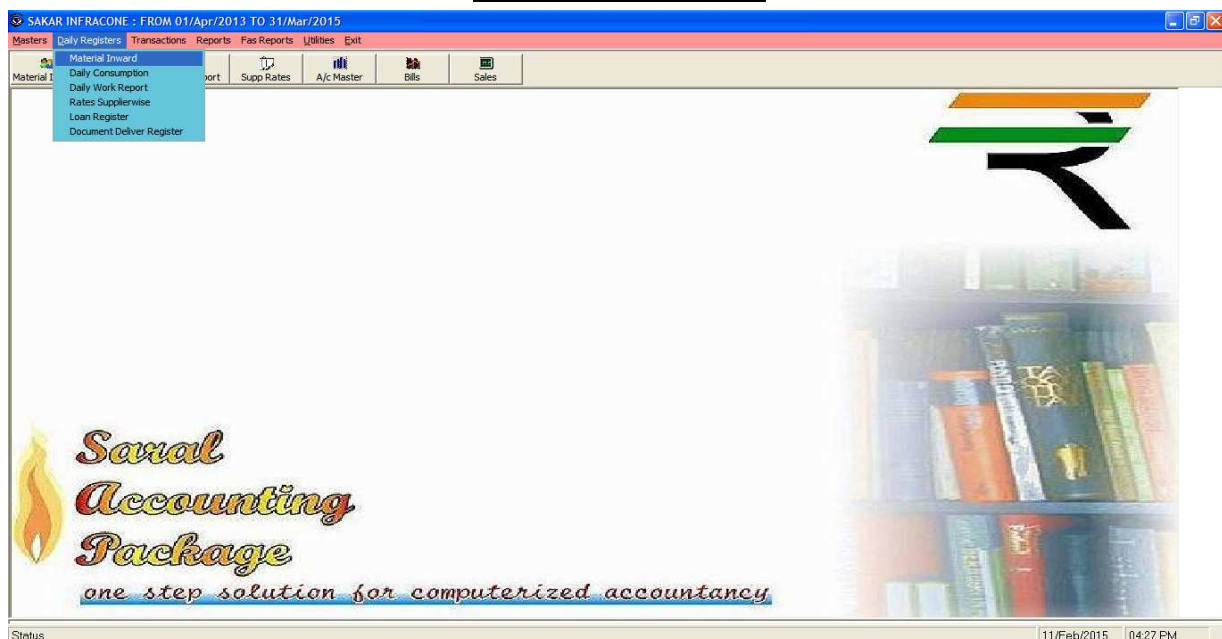 SAKAR INFRACONE : FROM 01/Apr/2013 TO 31/Mar/2015
Masters Daily Registers Transactions Reports Fas Reports Utilities Exit
Material Inward
Daily Consumption
Daily Work Report
Rates Supplierwise
Loan Register
Document Deliver Register
Material I ort Supp Rates A/c Master Bills Sales
Saral
Accounting
Package
one step solution for computerized accountancy
Status 11/Feb/2015 04:27 PM